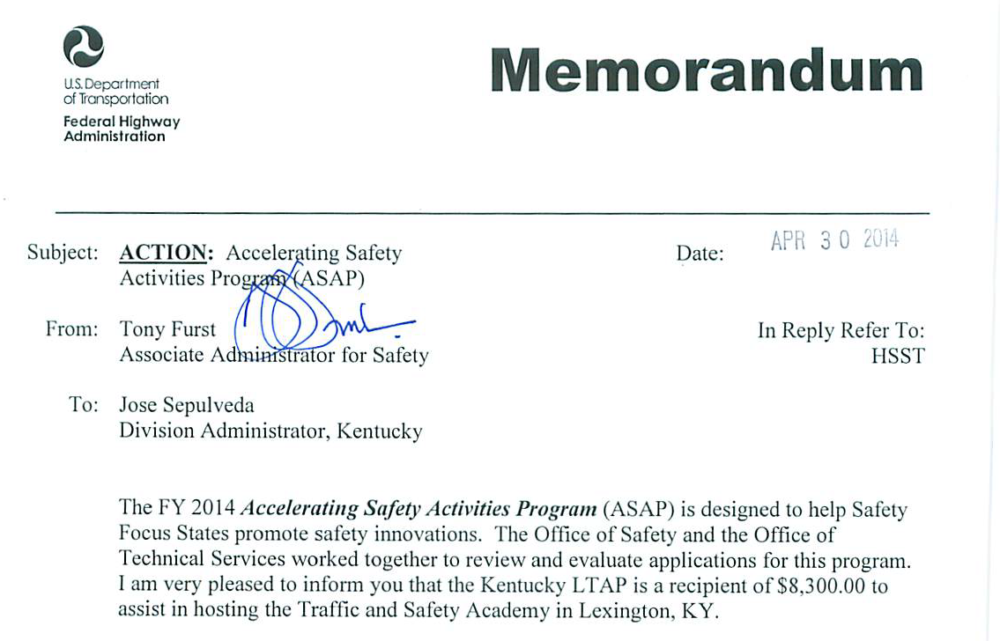 U.S. Department
of Transportation
Federal Highway
Administration
Memorandum
Subject: ACTION: Accelerating Safety
Activities Program (ASAP)
Date: APR 30 2014
From: Tony Furst
Associate Administrator for Safety
In Reply Refer To:
HSST
To: Jose Sepulveda
Division Administrator, Kentucky
The FY 2014 Accelerating Safety Activities Program (ASAP) is designed to help Safety
Focus States promote safety innovations. The Office of Safety and the Office of
Technical Services worked together to review and evaluate applications for this program.
I am very pleased to inform you that the Kentucky LTAP is a recipient of $8,300.00 to
assist in hosting the Traffic and Safety Academy in Lexington, KY.